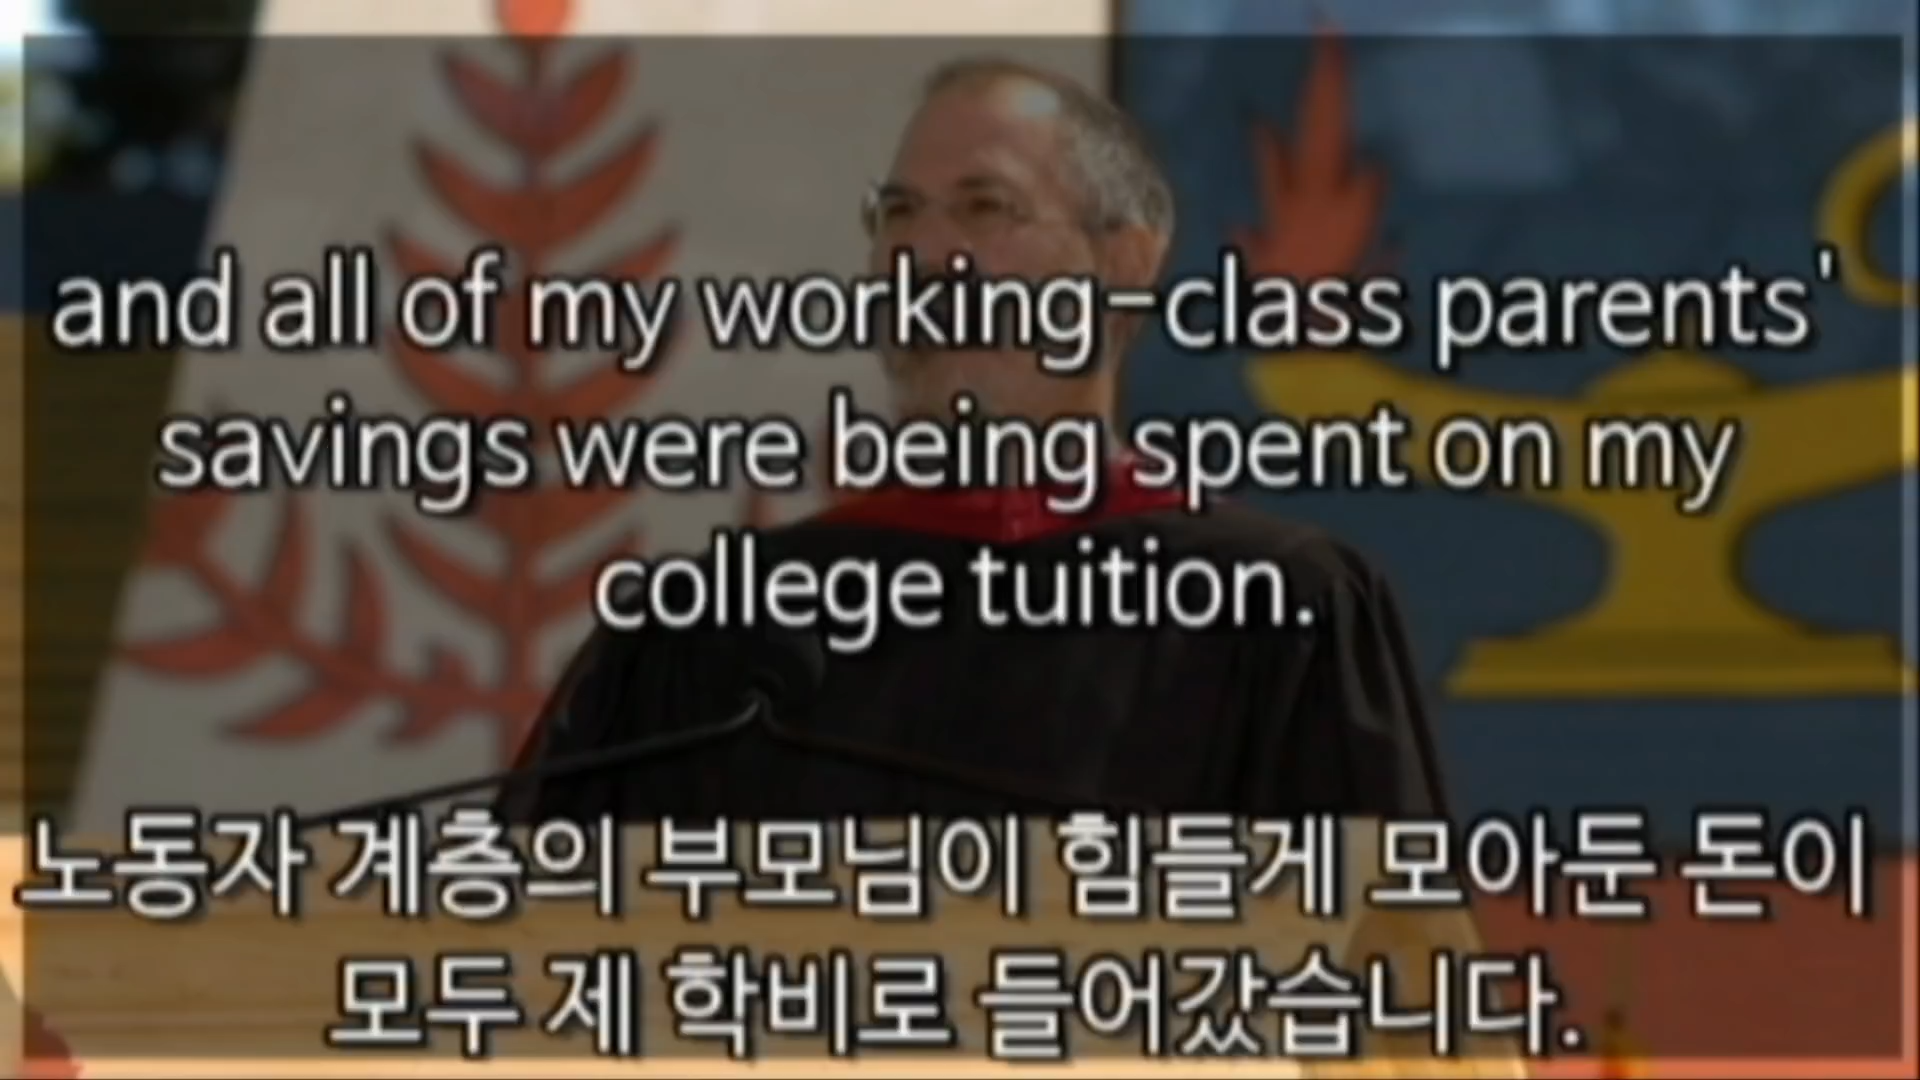 and all of my working-class parents'
savings were being spent on my
college tuition.
노동자 계층의 부모님이 힘들게 모아둔 돈이
모두 제 학비로 들어갔습니다.